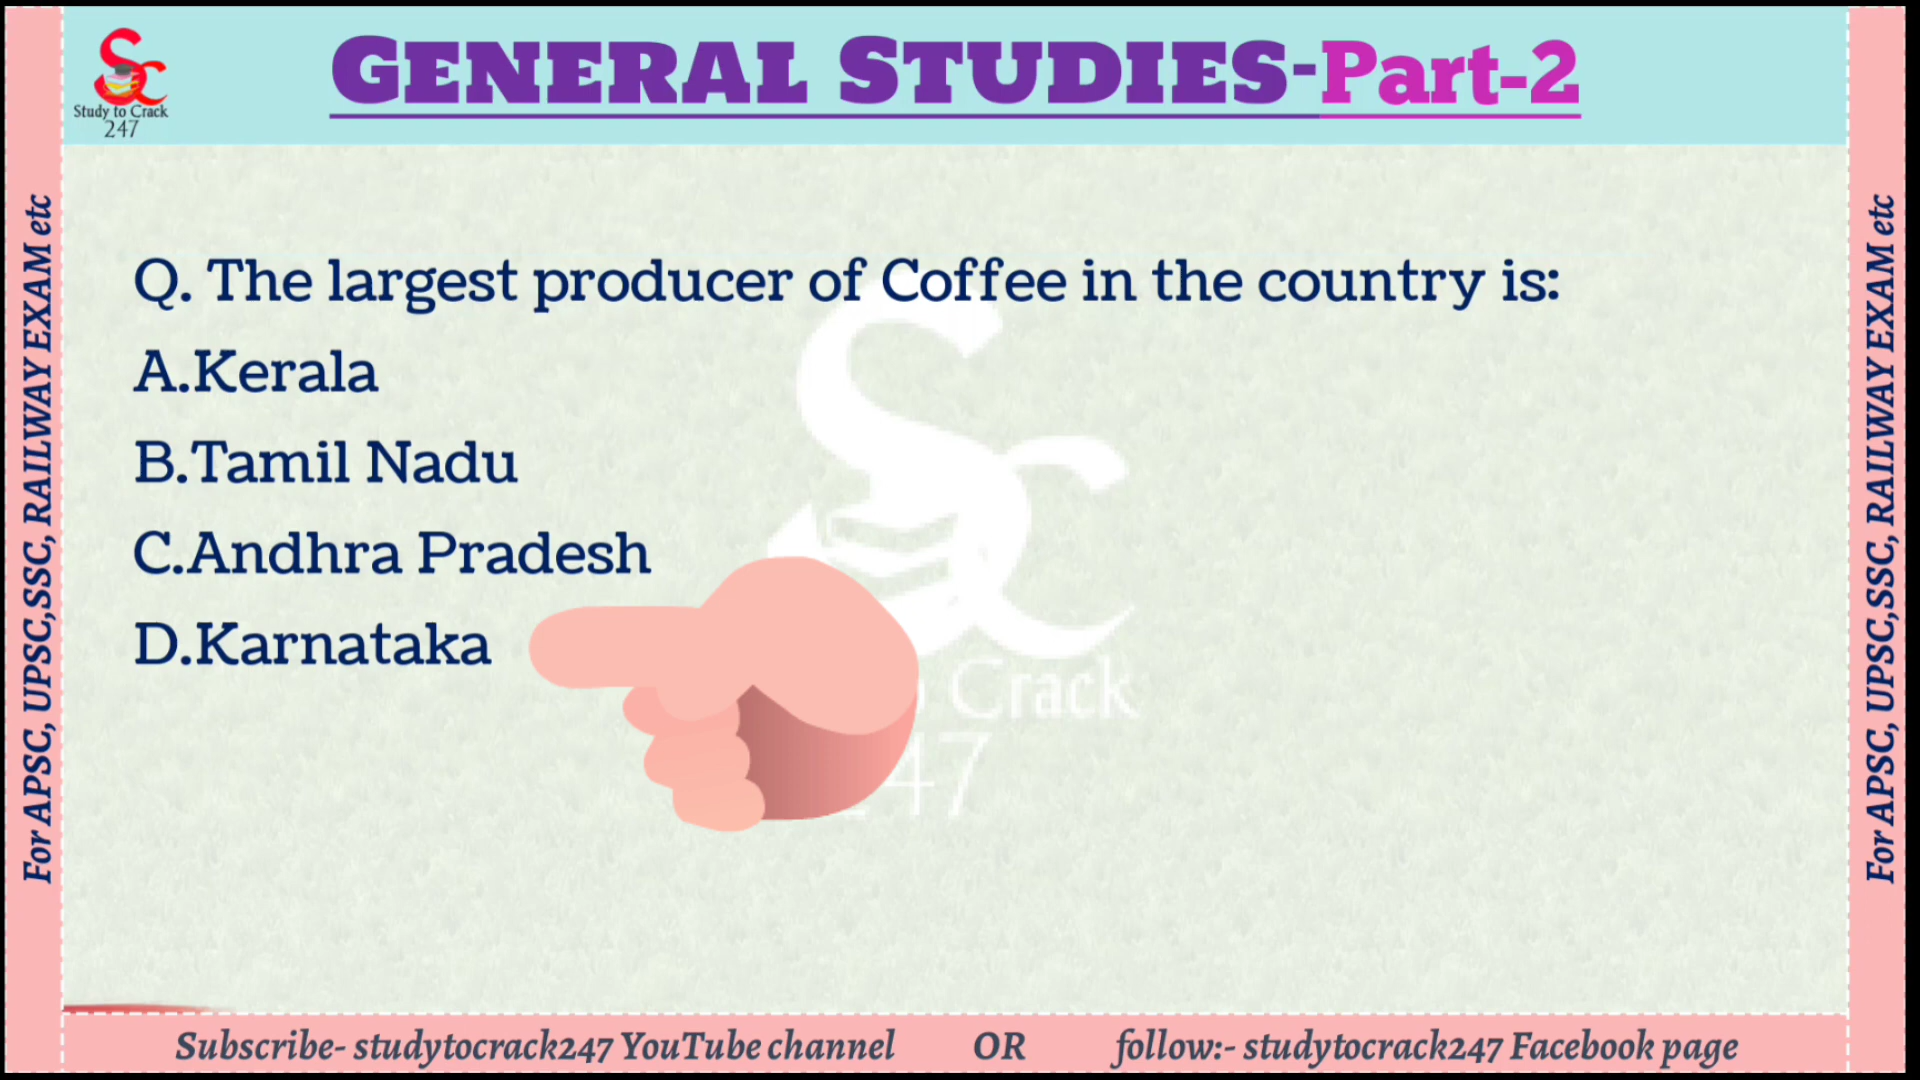 Study to Crack
247
GENERAL STUDIES-Part-2
For APSC, UPSC,SSC, RAILWAY EXAM etc
Q. The largest producer of Coffee in the country is:
A.Kerala
B.Tamil Nadu
C.Andhra Pradesh
D.Karnataka
Crack
47
For APSC, UPSC,SSC, RAILWAY EXAM etc
Subscribe- studytocrack247 YouTube channel OR follow:- studytocrack247 Facebook page